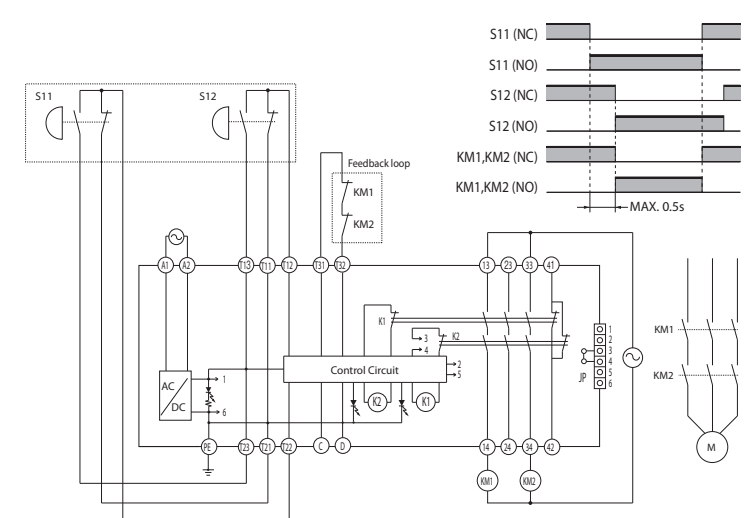 S11 (NC)
S11 (NO)
S12 (NC)
S12 (NO)
KM1,KM2 (NC)
KM1,KM2 (NO)
MAX. 0.5s
S11
S12
Feedback loop
KM1
KM2
A1 A2 T13 T11 T12 T31 T32 13 23 33 41
K1
K2
3
4
Control Circuit
2
5
1
6
AC
DC
K2
K1
JP
1
2
3
4
5
6
KM1
KM2
M
PE T23 T21 T22 C D 14 24 34 42
KM1 KM2